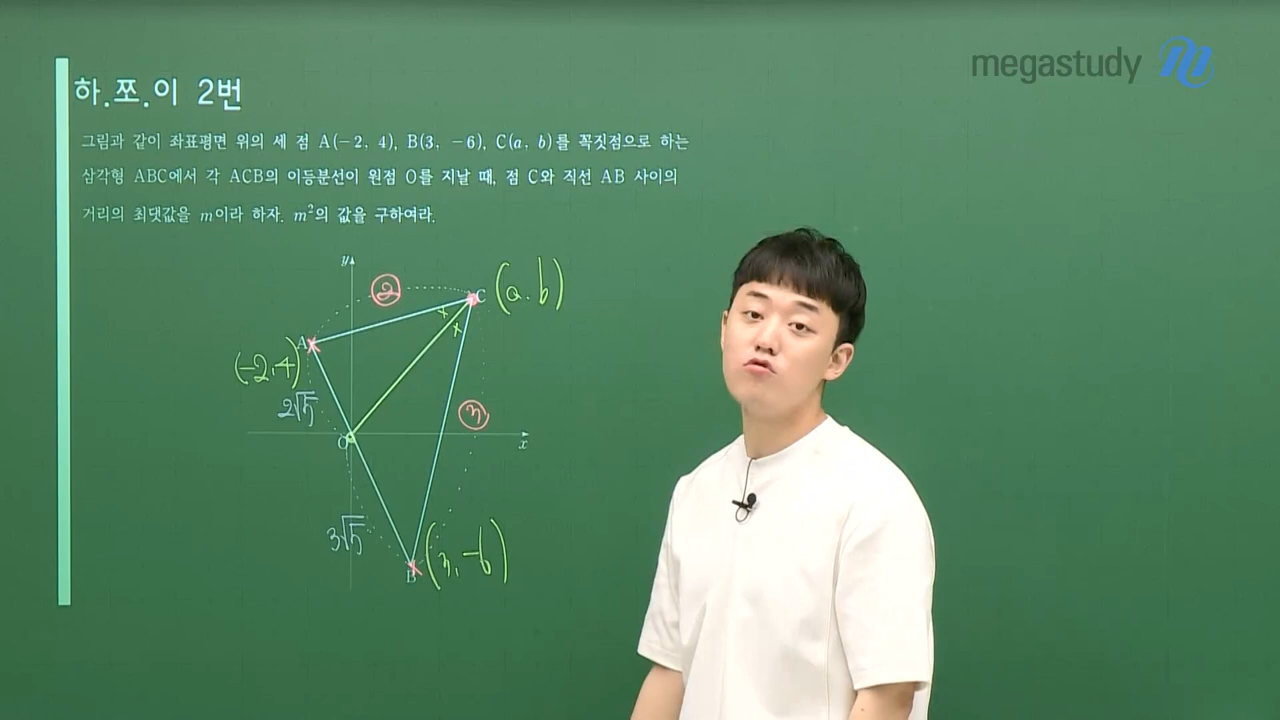 megastudy
하.쪼.이 2번
그림과 같이 좌표평면 위의 세 점 A(-2, 4), B(3, -6), C(a, b)를 꼭짓점으로 하는
삼각형 ABC에서 각 ACB의 이등분선이 원점 O를 지날 때, 점 C와 직선 AB 사이의
거리의 최댓값을 m이라 하자. m²의 값을 구하여라.
y
② C (a, b)
A
(-2, 4)
2√5
③
O x
3√5
B (3, -6)